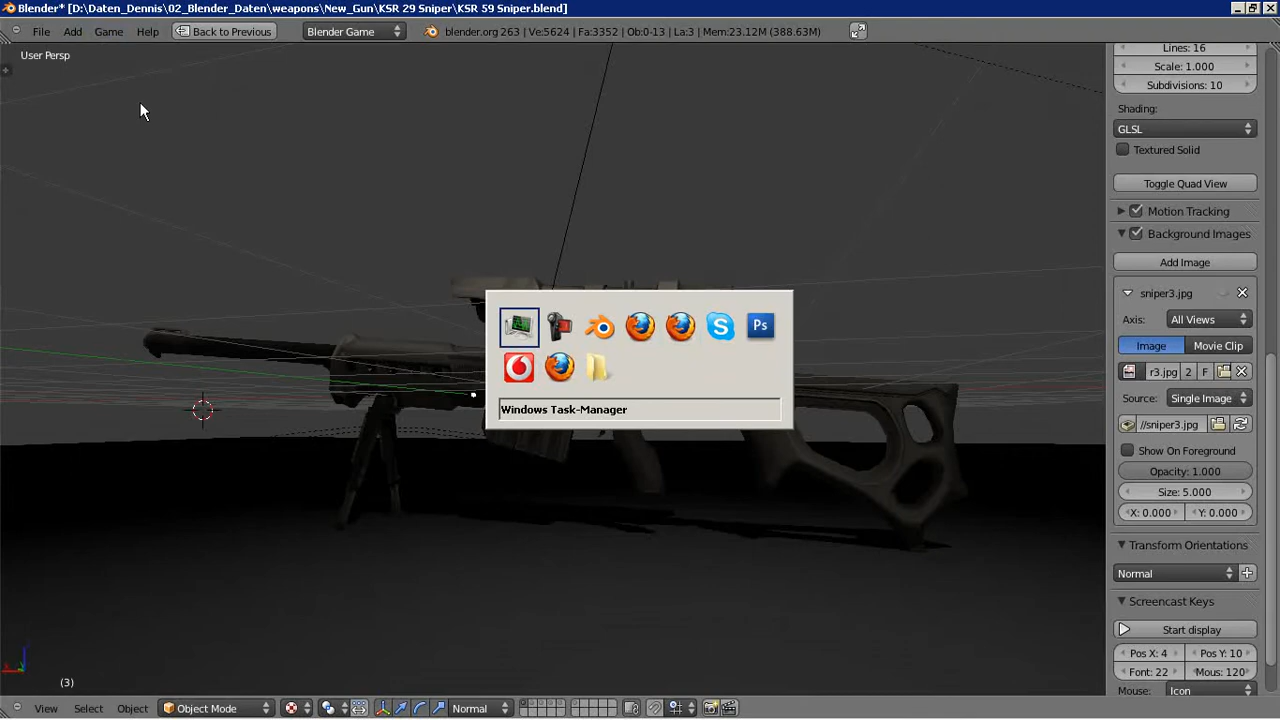 Blender* [D:\Daten_Dennis\02_Blender_Daten\weapons\New_Gun\KSR 29 Sniper\KSR 59 Sniper.blend]
File Add Game Help Back to Previous Blender Game blender.org 263 | Ve:5624 | Fa:3352 | Ob:0-13 | La:3 | Mem:23.12M (388.63M)
User Persp
Lines: 16
Scale: 1.000
Subdivisions: 10
Shading:
GLSL
Textured Solid
Toggle Quad View
Motion Tracking
Background Images
Add Image
sniper3.jpg
Axis: All Views
Image Movie Clip
r3.jpg 2 F
Source: Single Image
//sniper3.jpg
Show On Foreground
Opacity: 1.000
Size: 5.000
X: 0.000 Y: 0.000
Transform Orientations
Normal
Screencast Keys
Start display
Pos X: 4 Pos Y: 10
Font: 22 Mous: 120
Mouse: Icon
Ps
Windows Task-Manager
(3)
View Select Object Object Mode Normal